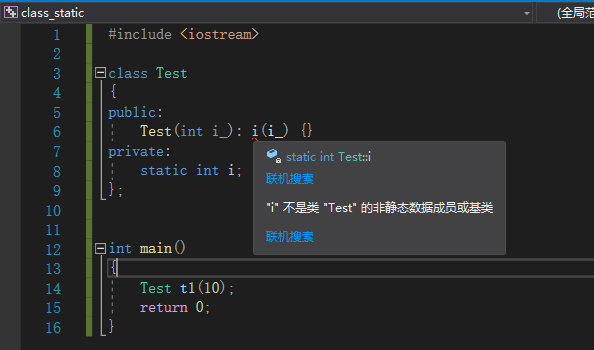 class_static (全局范
1 #include <iostream>
2
3 class Test
4 {
5 public:
6 Test(int i_): i(i_) {}
7 private:
8 static int i;
9 };
10
11
12 int main()
13 {
14 Test t1(10);
15 return 0;
16 }
static int Test::i
联机搜索
"i" 不是类 "Test" 的非静态数据成员或基类
联机搜索